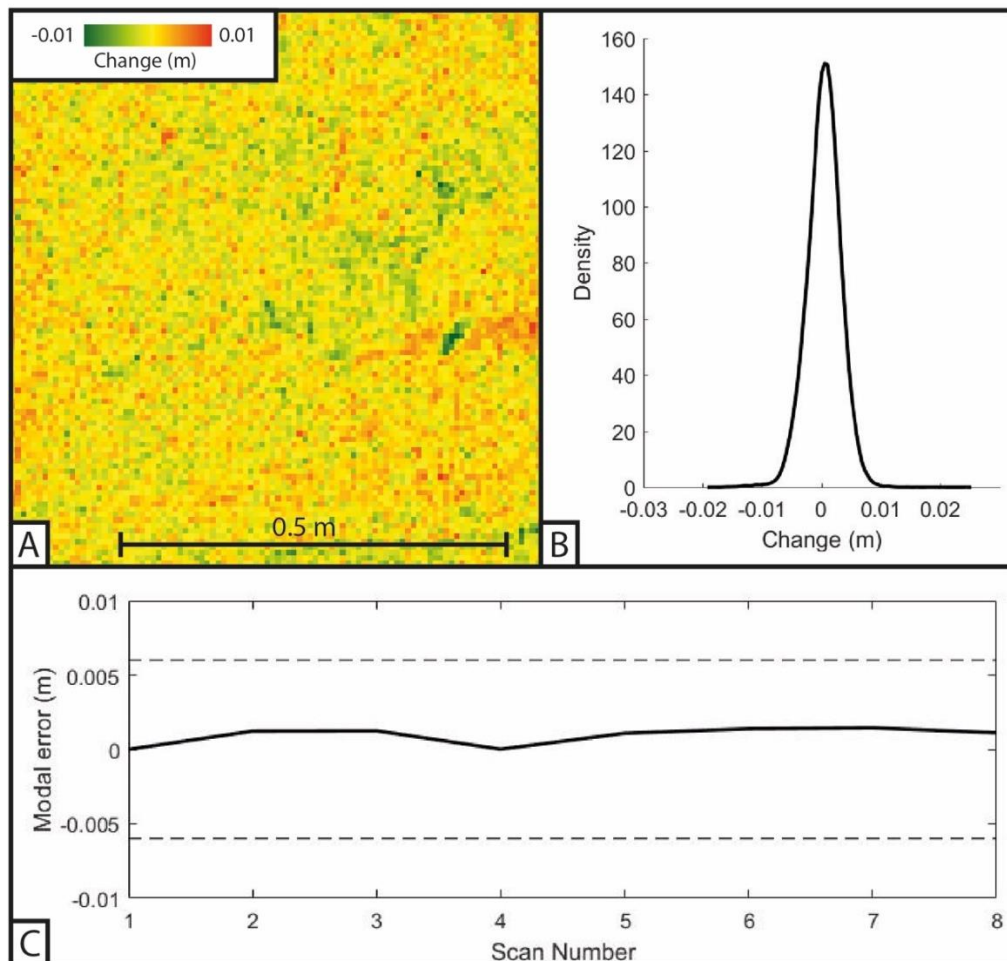 -0.01 0.01
Change (m)
0.5 m
A
160
140
120
100
80
60
40
20
0
Density
-0.03 -0.02 -0.01 0 0.01 0.02
Change (m)
B
0.01
0.005
0
-0.005
-0.01
Modal error (m)
1 2 3 4 5 6 7 8
Scan Number
C